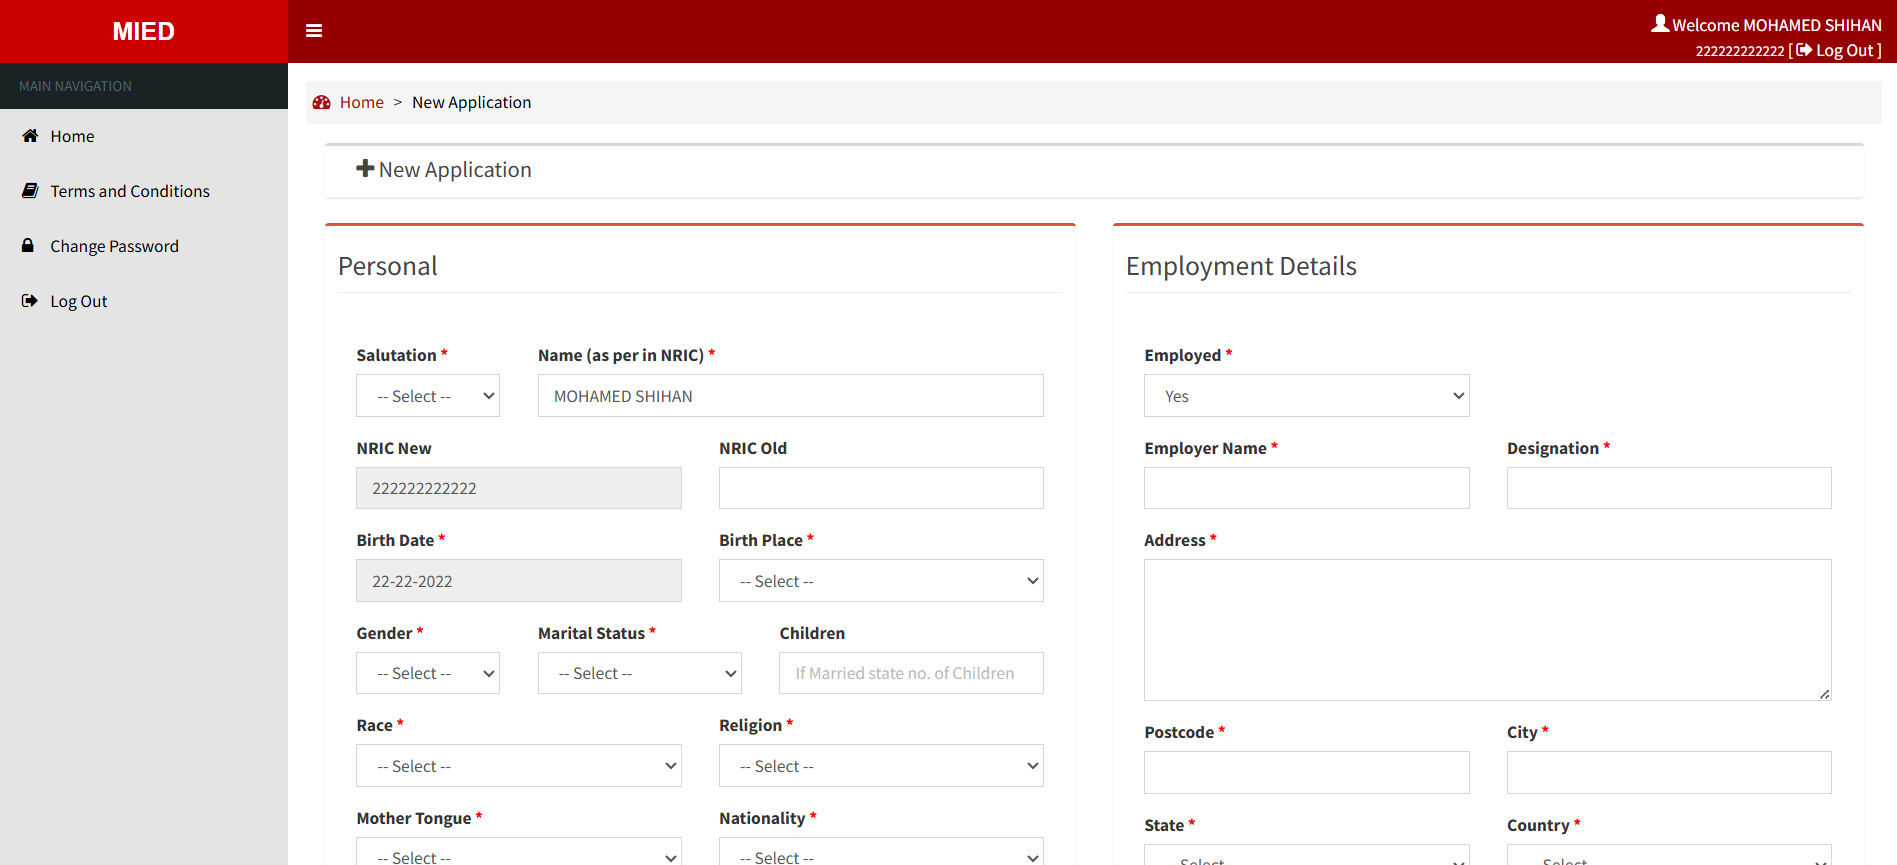 MIED
Welcome MOHAMED SHIHAN
222222222222 [ Log Out ]
MAIN NAVIGATION
Home
Terms and Conditions
Change Password
Log Out
Home > New Application
New Application
Personal
Salutation *
Name (as per in NRIC) *
-- Select --
MOHAMED SHIHAN
NRIC New
NRIC Old
222222222222
Birth Date *
Birth Place *
22-22-2022
-- Select --
Gender *
Marital Status *
Children
-- Select --
-- Select --
If Married state no. of Children
Race *
Religion *
-- Select --
-- Select --
Mother Tongue *
Nationality *
-- Select --
-- Select --
Employment Details
Employed *
Yes
Employer Name *
Designation *
Address *
Postcode *
City *
State *
Country *
-- Select --
-- Select --